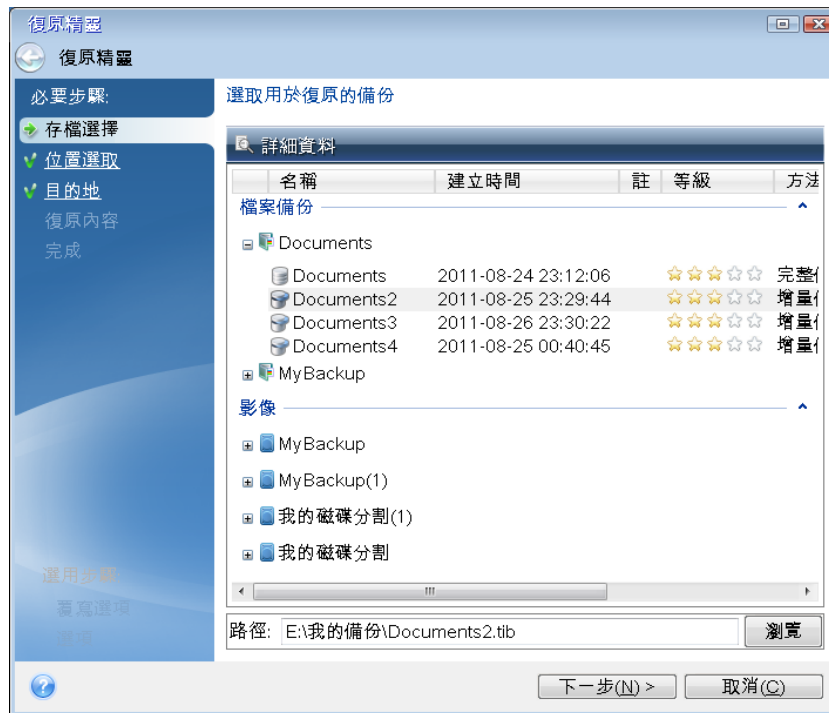 復原精靈
復原精靈
必要步驟:
存檔選擇
位置選取
目的地
復原內容
完成
選用步驟
覆寫選項
選項
選取用於復原的備份
詳細資料
名稱 建立時間 註 等級 方法
檔案備份
Documents
Documents 2011-08-24 23:12:06 完整
Documents2 2011-08-25 23:29:44 增量
Documents3 2011-08-26 23:30:22 增量
Documents4 2011-08-25 00:40:45 增量
MyBackup
影像
MyBackup
MyBackup(1)
我的磁碟分割(1)
我的磁碟分割
路徑: E:\我的備份\Documents2.tib 瀏覽
下一步(N) > 取消(C)